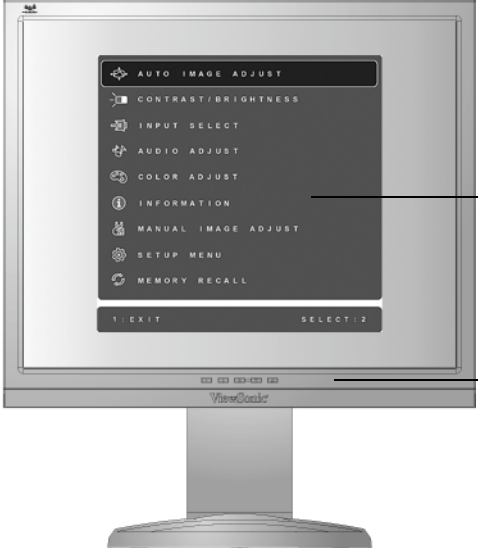 AUTO IMAGE ADJUST
CONTRAST/BRIGHTNESS
INPUT SELECT
AUDIO ADJUST
COLOR ADJUST
INFORMATION
MANUAL IMAGE ADJUST
SETUP MENU
MEMORY RECALL
1:EXIT SELECT:2
ViewSonic